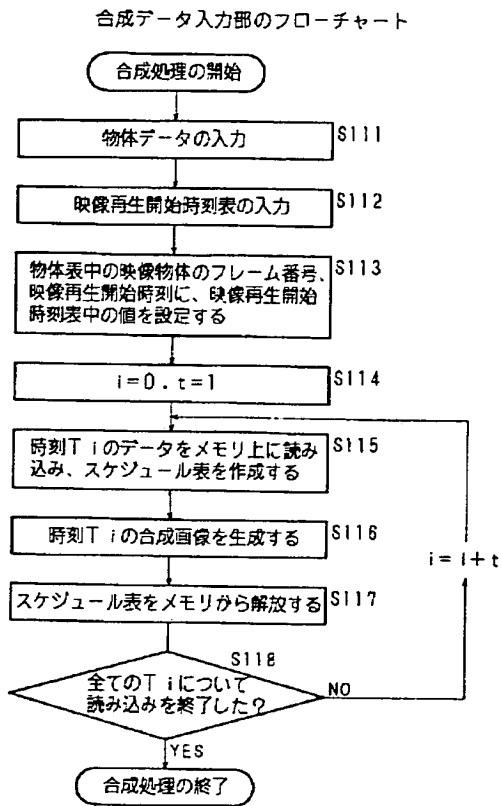 合成データ入力部のフローチャート
合成処理の開始
物体データの入力
S111
映像再生開始時刻表の入力
S112
物体表中の映像物体のフレーム番号、
映像再生開始時刻に、映像再生開始
時刻表中の値を設定する
S113
i=0.t=1
S114
時刻Tiのデータをメモリ上に読み
込み、スケジュール表を作成する
S115
時刻Tiの合成画像を生成する
S116
i=i+t
スケジュール表をメモリから解放する
S117
S118
全てのTiについて
読み込みを終了した?
NO
YES
合成処理の終了